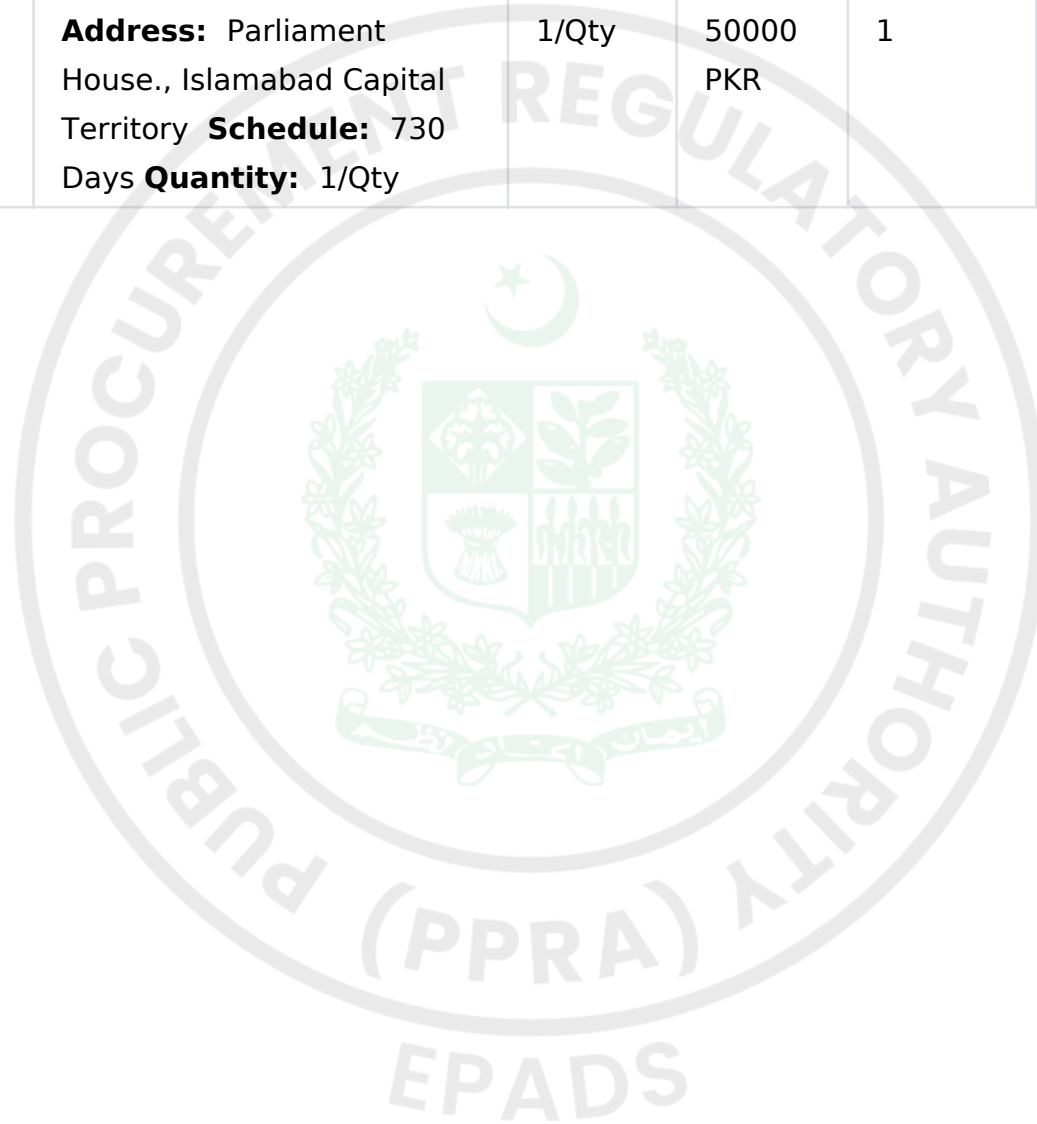 Address: Parliament 1/Qty 50000 1
House., Islamabad Capital PKR
Territory Schedule: 730
Days Quantity: 1/Qty
PUBLIC PROCUREMENT REGULATORY AUTHORITY
(PPRA)
EPADS